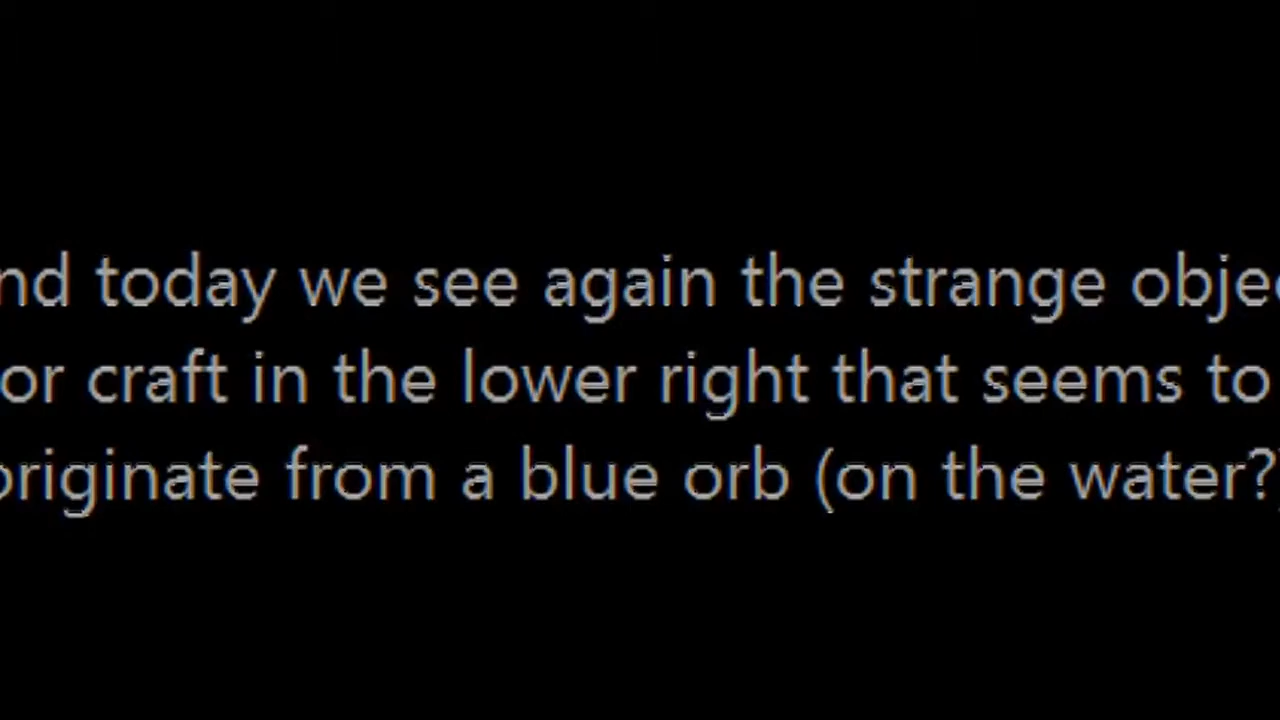 nd today we see again the strange objec
or craft in the lower right that seems to
originate from a blue orb (on the water?)